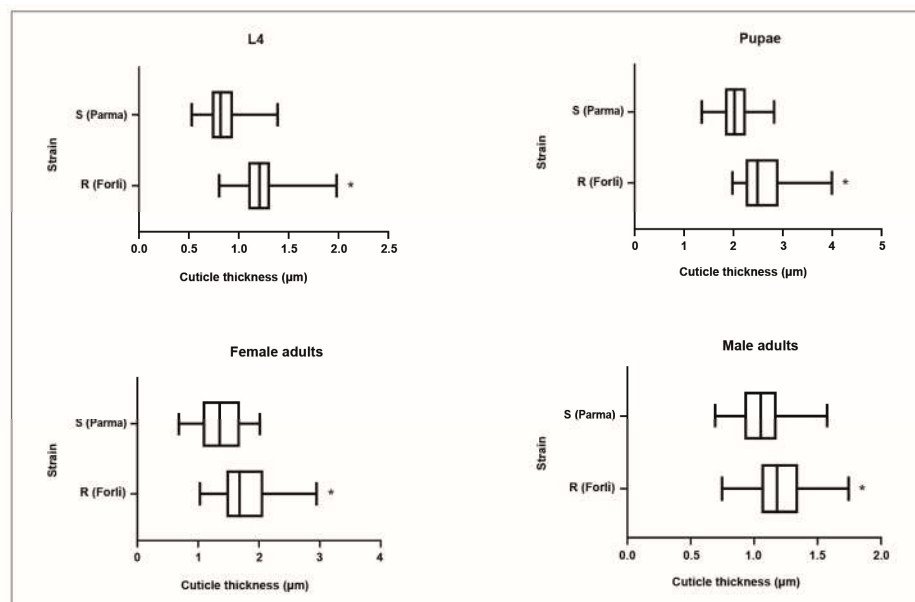 L4
S (Parma)
R (Forlì)
*
Strain
0.0 0.5 1.0 1.5 2.0 2.5
Cuticle thickness (µm)
Pupae
S (Parma)
R (Forlì)
*
Strain
0 1 2 3 4 5
Cuticle thickness (µm)
Female adults
S (Parma)
R (Forlì)
*
Strain
0 1 2 3 4
Cuticle thickness (µm)
Male adults
S (Parma)
R (Forlì)
*
Strain
0.0 0.5 1.0 1.5 2.0
Cuticle thickness (µm)